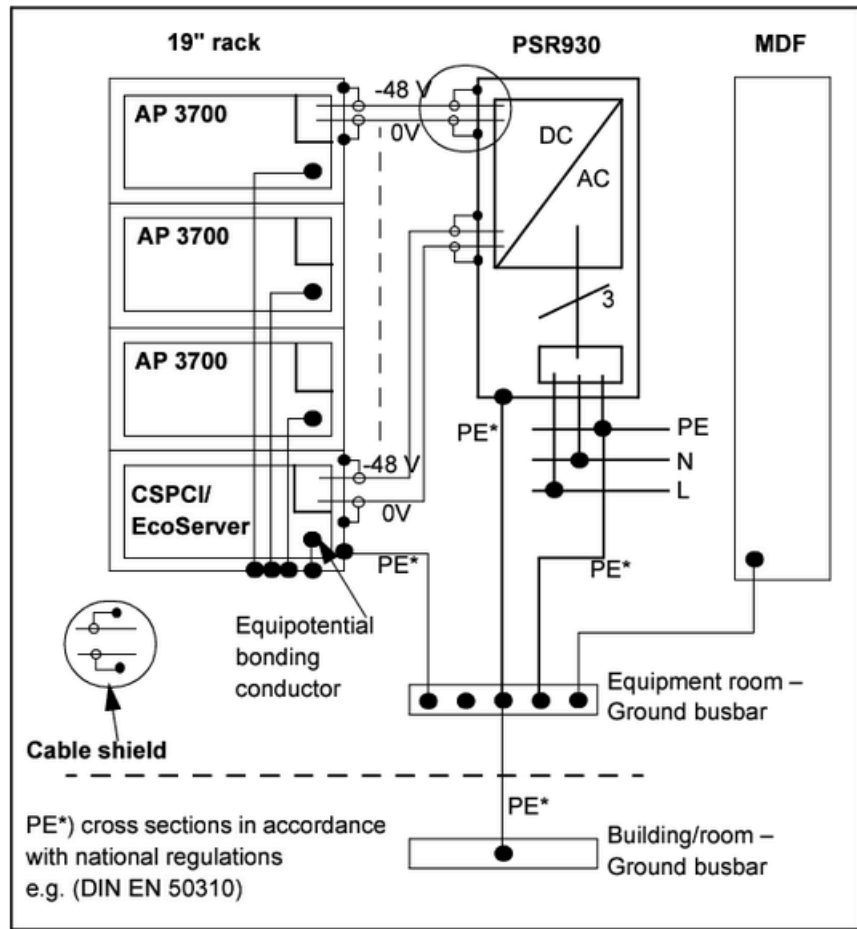 19" rack
PSR930
MDF
-48 V
AP 3700
0V
DC
AC
AP 3700
3
AP 3700
PE*
PE
N
-48 V
L
CSPCI/
EcoServer
0V
PE*
PE*
Equipotential
bonding
conductor
Equipment room –
Ground busbar
Cable shield
PE*
PE*) cross sections in accordance
with national regulations
e.g. (DIN EN 50310)
Building/room –
Ground busbar